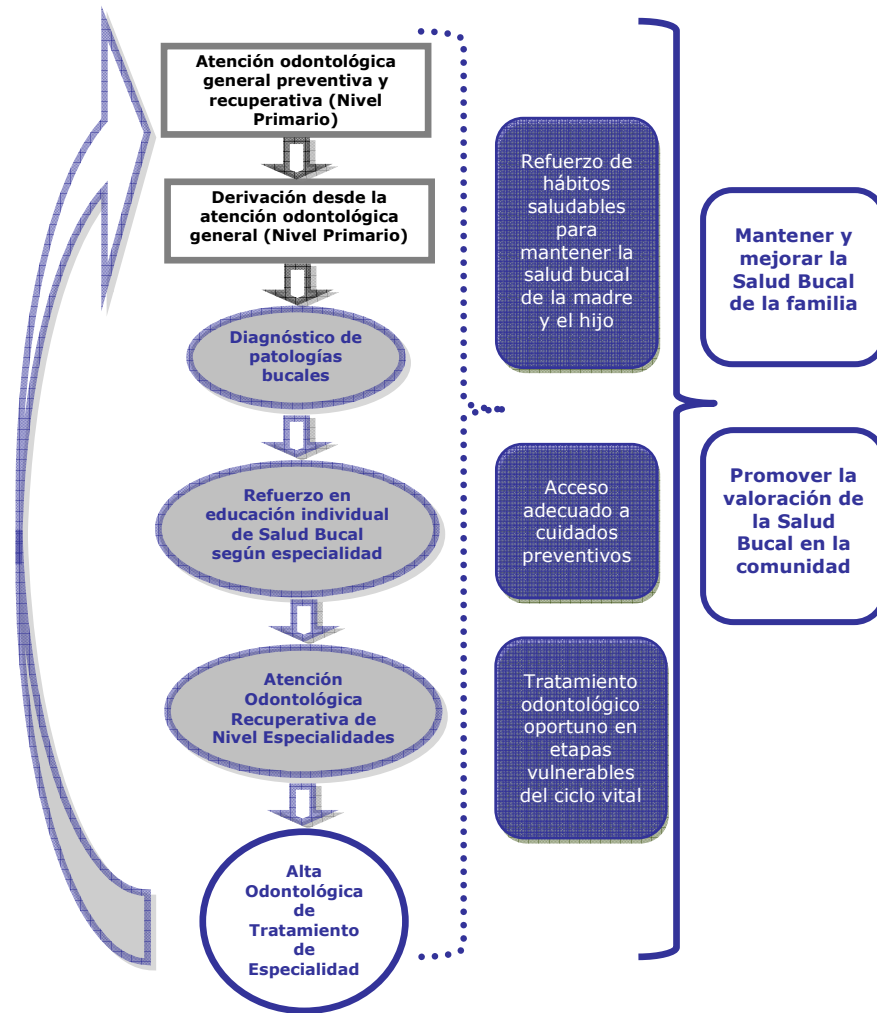 Atención odontológica
general preventiva y
recuperativa (Nivel
Primario)
Derivación desde la
atención odontológica
general (Nivel Primario)
Diagnóstico de
patologías
bucales
Refuerzo en
educación individual
de Salud Bucal
según especialidad
Atención
Odontológica
Recuperativa de
Nivel Especialidades
Alta
Odontológica
de
Tratamiento
de
Especialidad
Refuerzo de
hábitos
saludables
para
mantener la
salud bucal
de la madre
y el hijo
Acceso
adecuado a
cuidados
preventivos
Tratamiento
odontológico
oportuno en
etapas
vulnerables
del ciclo vital
Mantener y
mejorar la
Salud Bucal
de la familia
Promover la
valoración de
la Salud
Bucal en la
comunidad